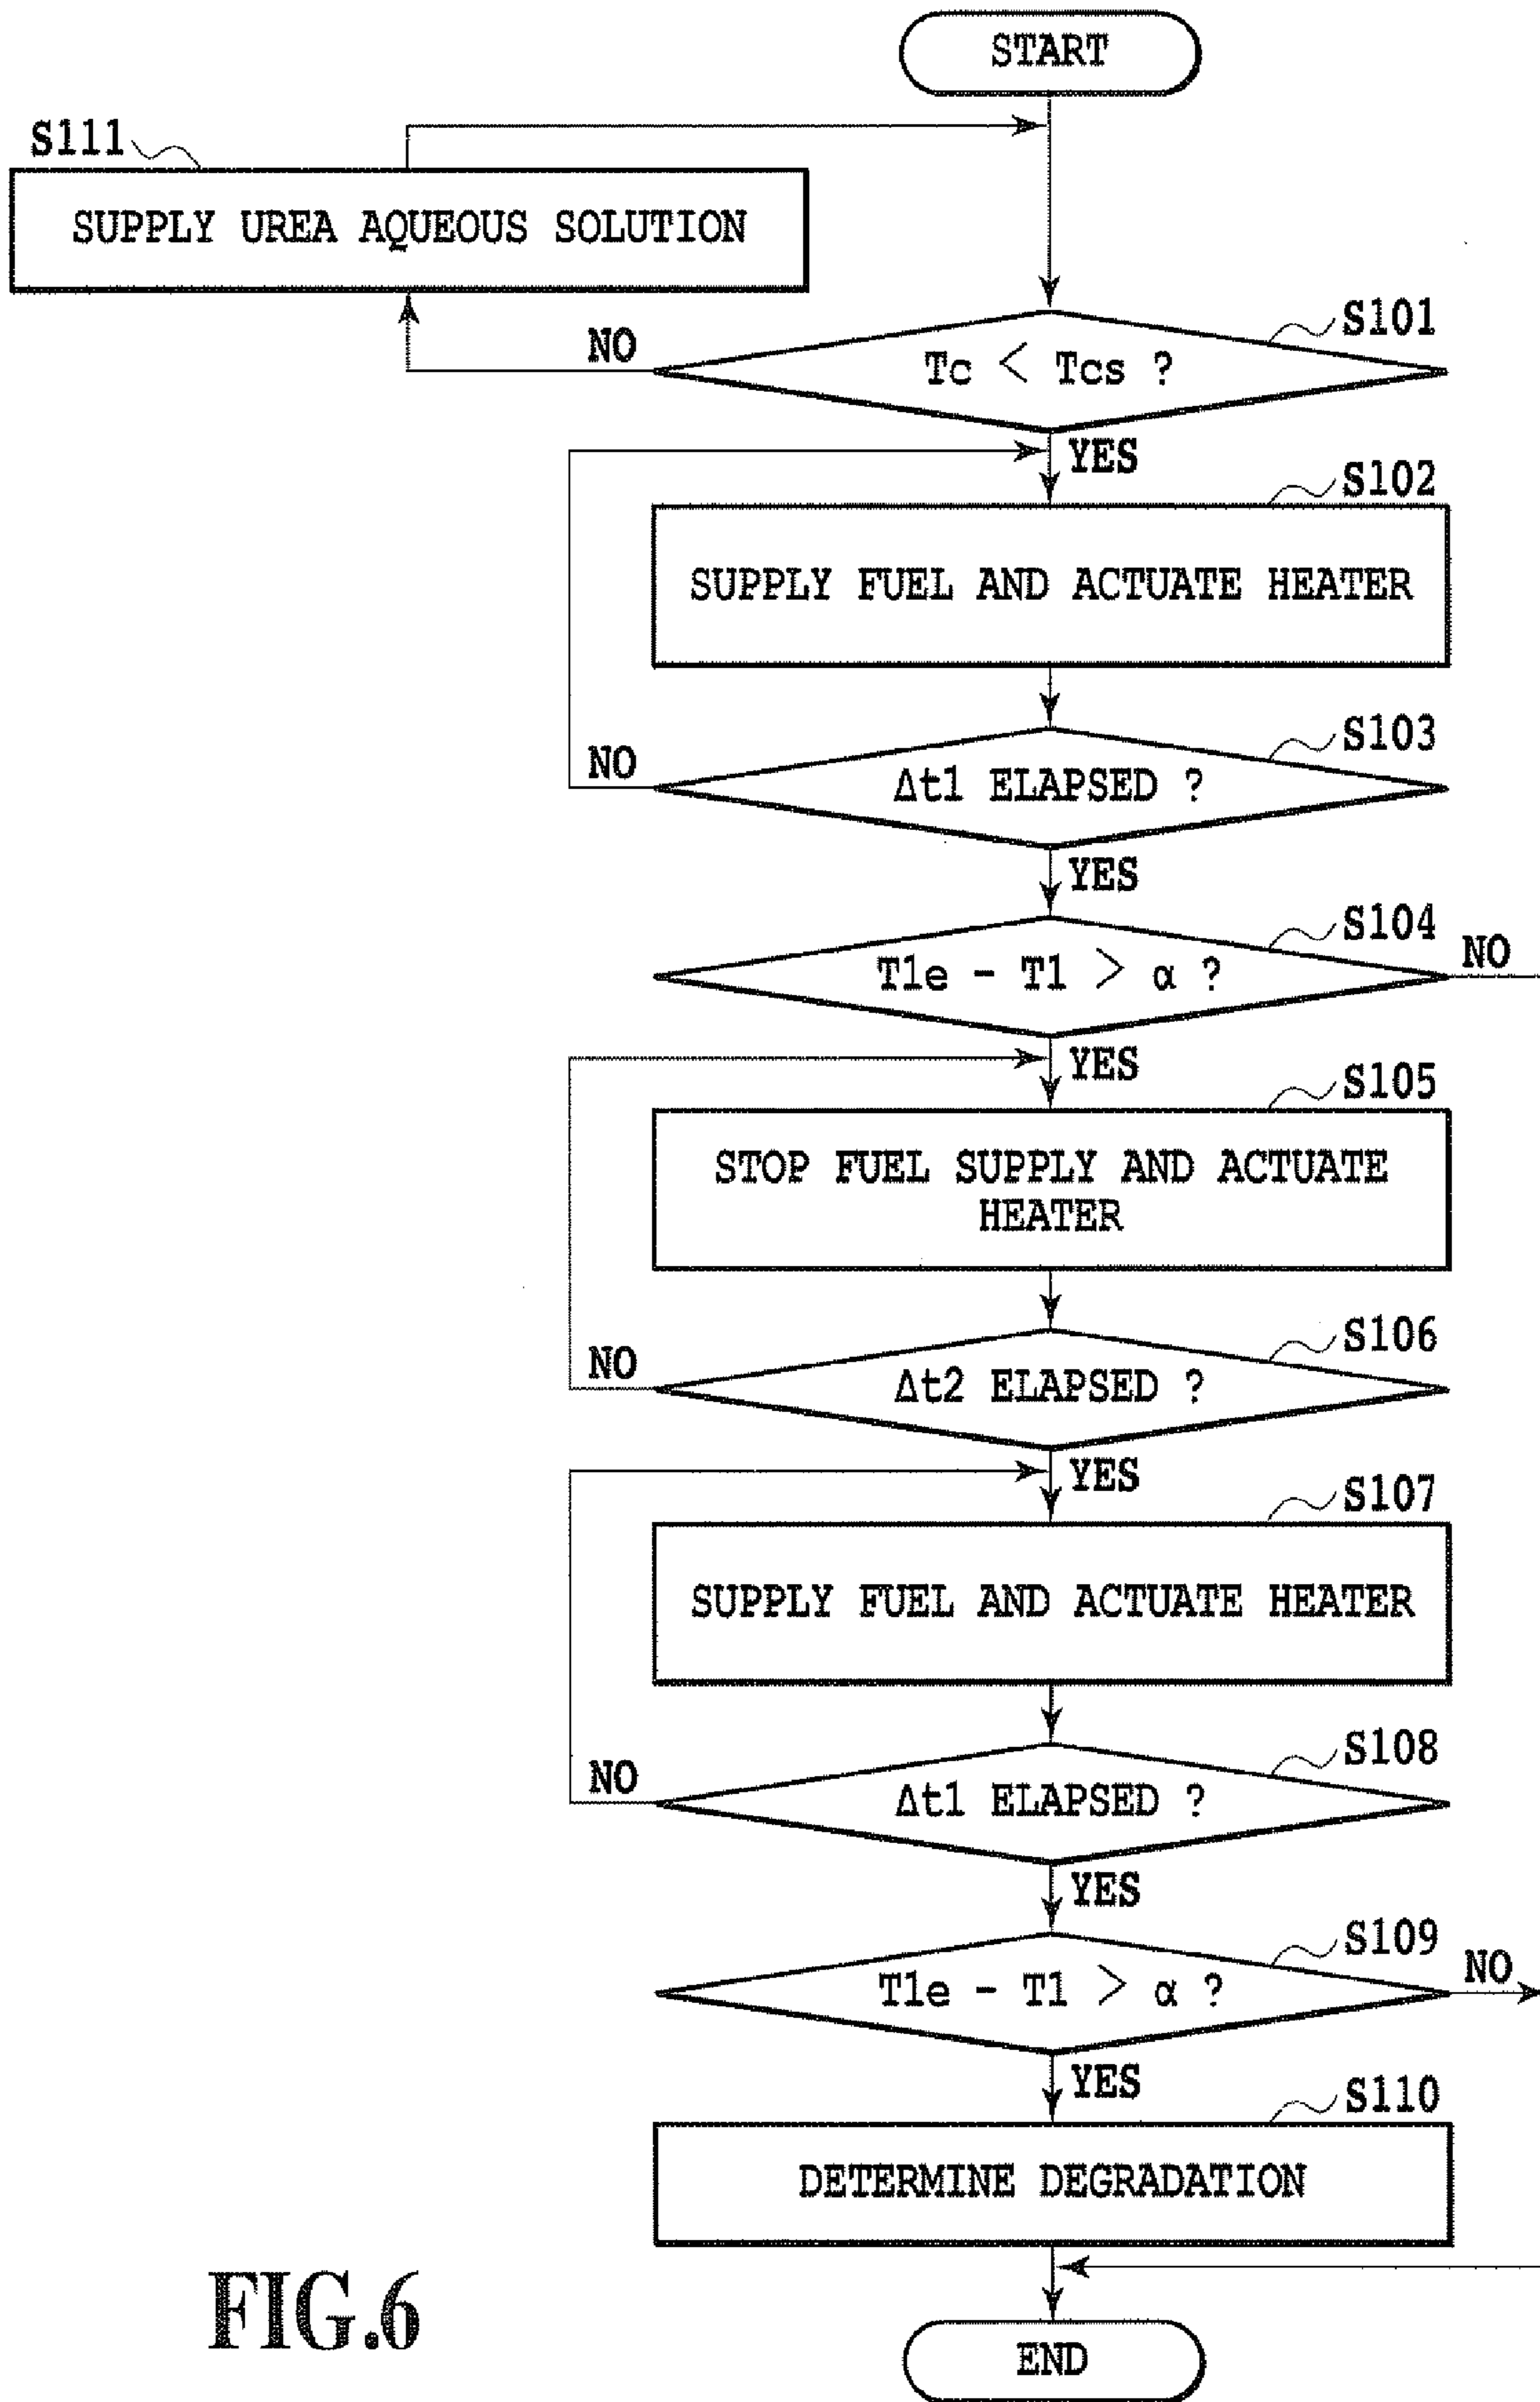 START
S111
SUPPLY UREA AQUEOUS SOLUTION
S101
NO
Tc < Tcs ?
YES
S102
SUPPLY FUEL AND ACTUATE HEATER
S103
NO
Δt1 ELAPSED ?
YES
S104
NO
T1e - T1 > α ?
YES
S105
STOP FUEL SUPPLY AND ACTUATE
HEATER
S106
NO
Δt2 ELAPSED ?
YES
S107
SUPPLY FUEL AND ACTUATE HEATER
S108
NO
Δt1 ELAPSED ?
YES
S109
NO
T1e - T1 > α ?
YES
S110
DETERMINE DEGRADATION
END
FIG.6